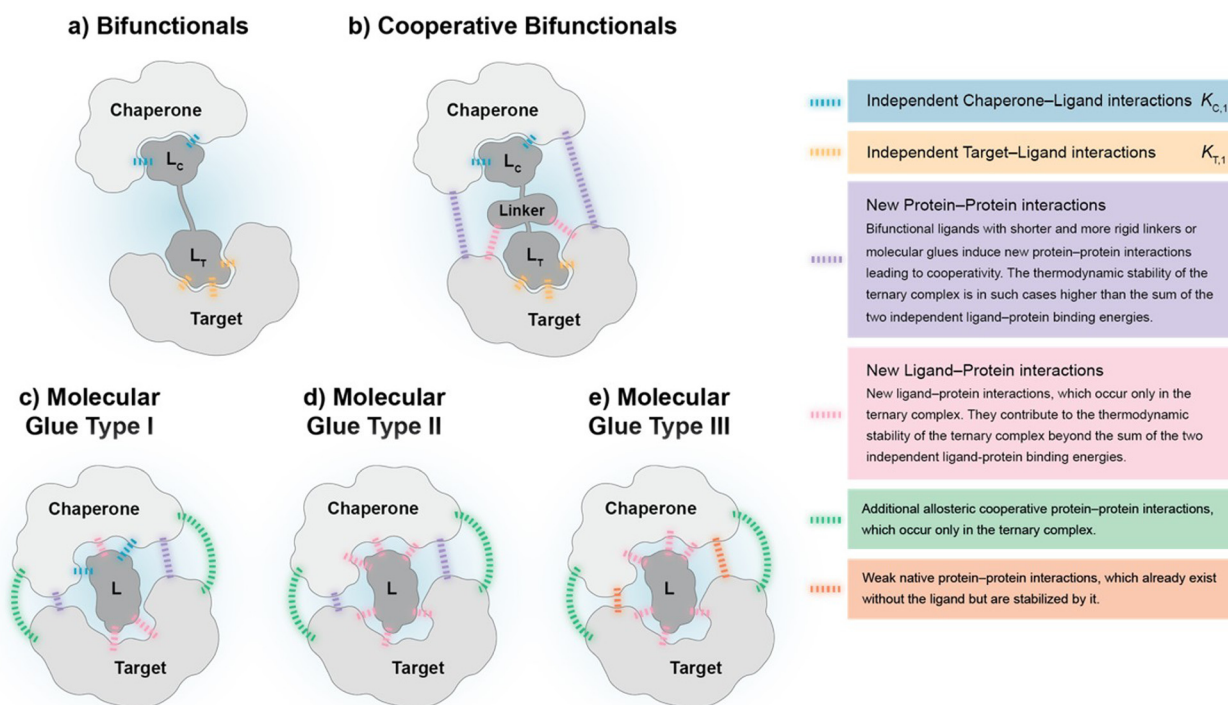 a) Bifunctionals
b) Cooperative Bifunctionals
Chaperone
L_C
L_T
Target
Chaperone
L_C
Linker
L_T
Target
Independent Chaperone–Ligand interactions K_C,1
Independent Target–Ligand interactions K_T,1
New Protein–Protein interactions
Bifunctional ligands with shorter and more rigid linkers or
molecular glues induce new protein–protein interactions
leading to cooperativity. The thermodynamic stability of the
ternary complex is in such cases higher than the sum of the
two independent ligand–protein binding energies.
New Ligand–Protein interactions
New ligand–protein interactions, which occur only in the
ternary complex. They contribute to the thermodynamic
stability of the ternary complex beyond the sum of the two
independent ligand-protein binding energies.
Additional allosteric cooperative protein–protein interactions,
which occur only in the ternary complex.
Weak native protein–protein interactions, which already exist
without the ligand but are stabilized by it.
c) Molecular
Glue Type I
d) Molecular
Glue Type II
e) Molecular
Glue Type III
Chaperone
L
Target
Chaperone
L
Target
Chaperone
L
Target